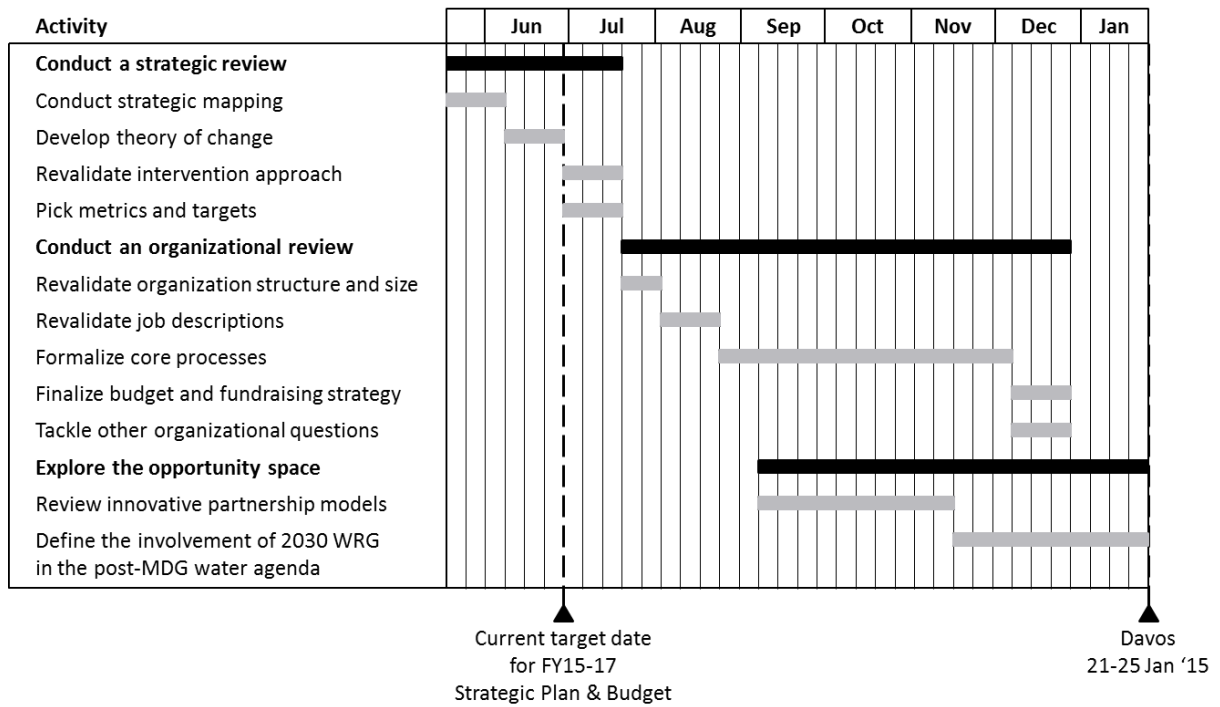 Activity Jun Jul Aug Sep Oct Nov Dec Jan
Conduct a strategic review
Conduct strategic mapping
Develop theory of change
Revalidate intervention approach
Pick metrics and targets
Conduct an organizational review
Revalidate organization structure and size
Revalidate job descriptions
Formalize core processes
Finalize budget and fundraising strategy
Tackle other organizational questions
Explore the opportunity space
Review innovative partnership models
Define the involvement of 2030 WRG
in the post-MDG water agenda
Current target date
for FY15-17
Strategic Plan & Budget
Davos
21-25 Jan ‘15